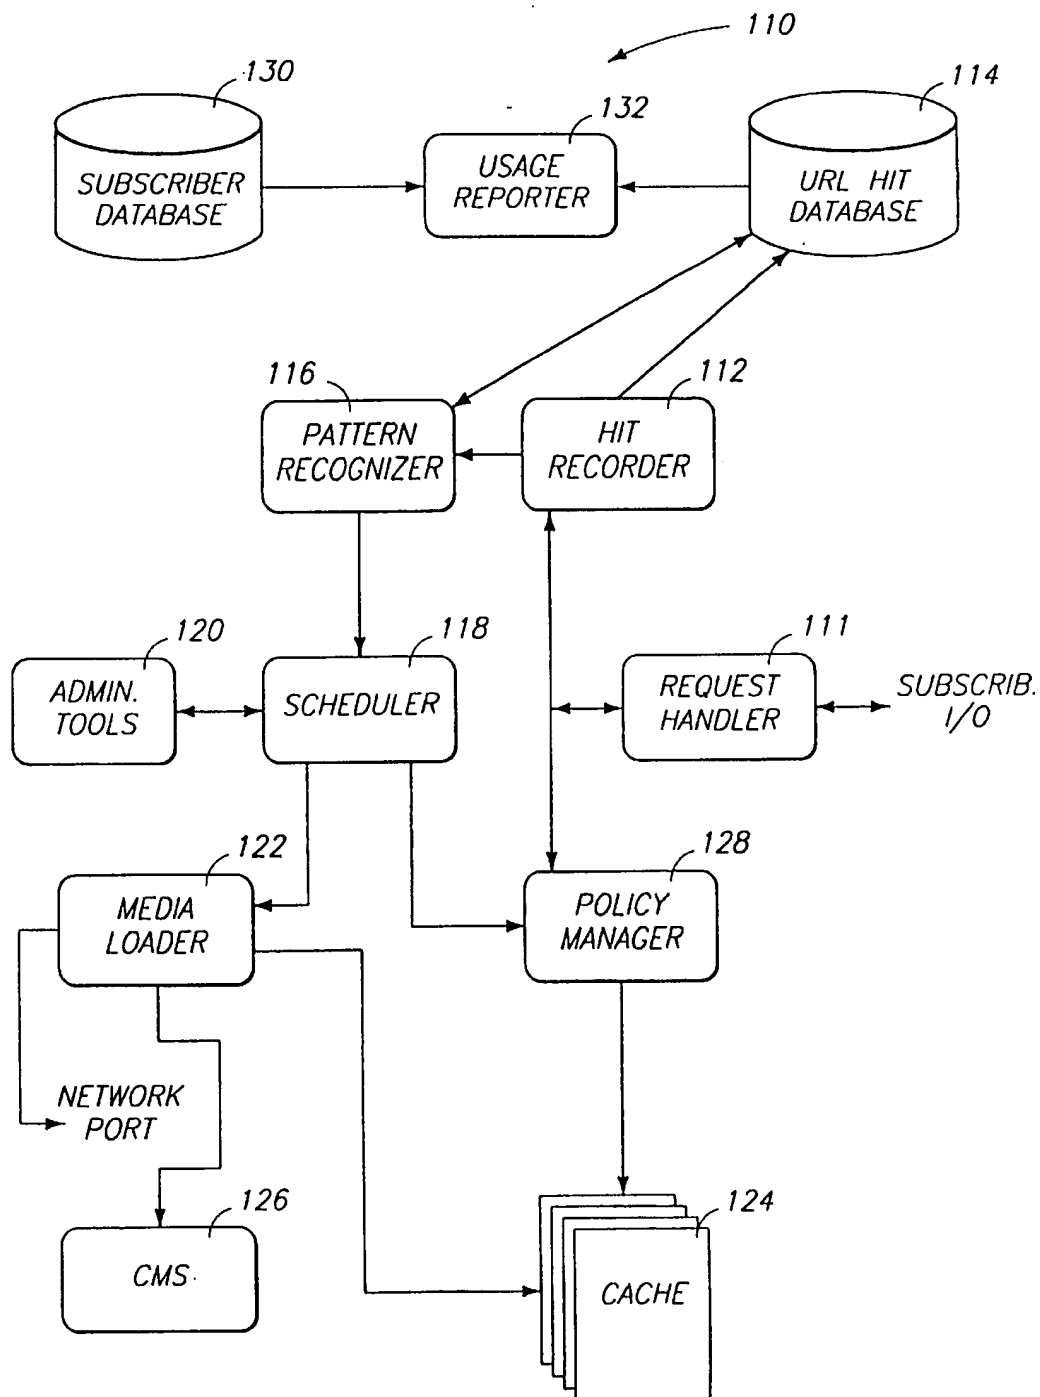 110
130
114
132
SUBSCRIBER
DATABASE
USAGE
REPORTER
URL HIT
DATABASE
116
112
PATTERN
RECOGNIZER
HIT
RECORDER
120
118
111
ADMIN.
TOOLS
SCHEDULER
REQUEST
HANDLER
SUBSCRIB.
I/O
122
128
MEDIA
LOADER
POLICY
MANAGER
NETWORK
PORT
126
124
CMS
CACHE